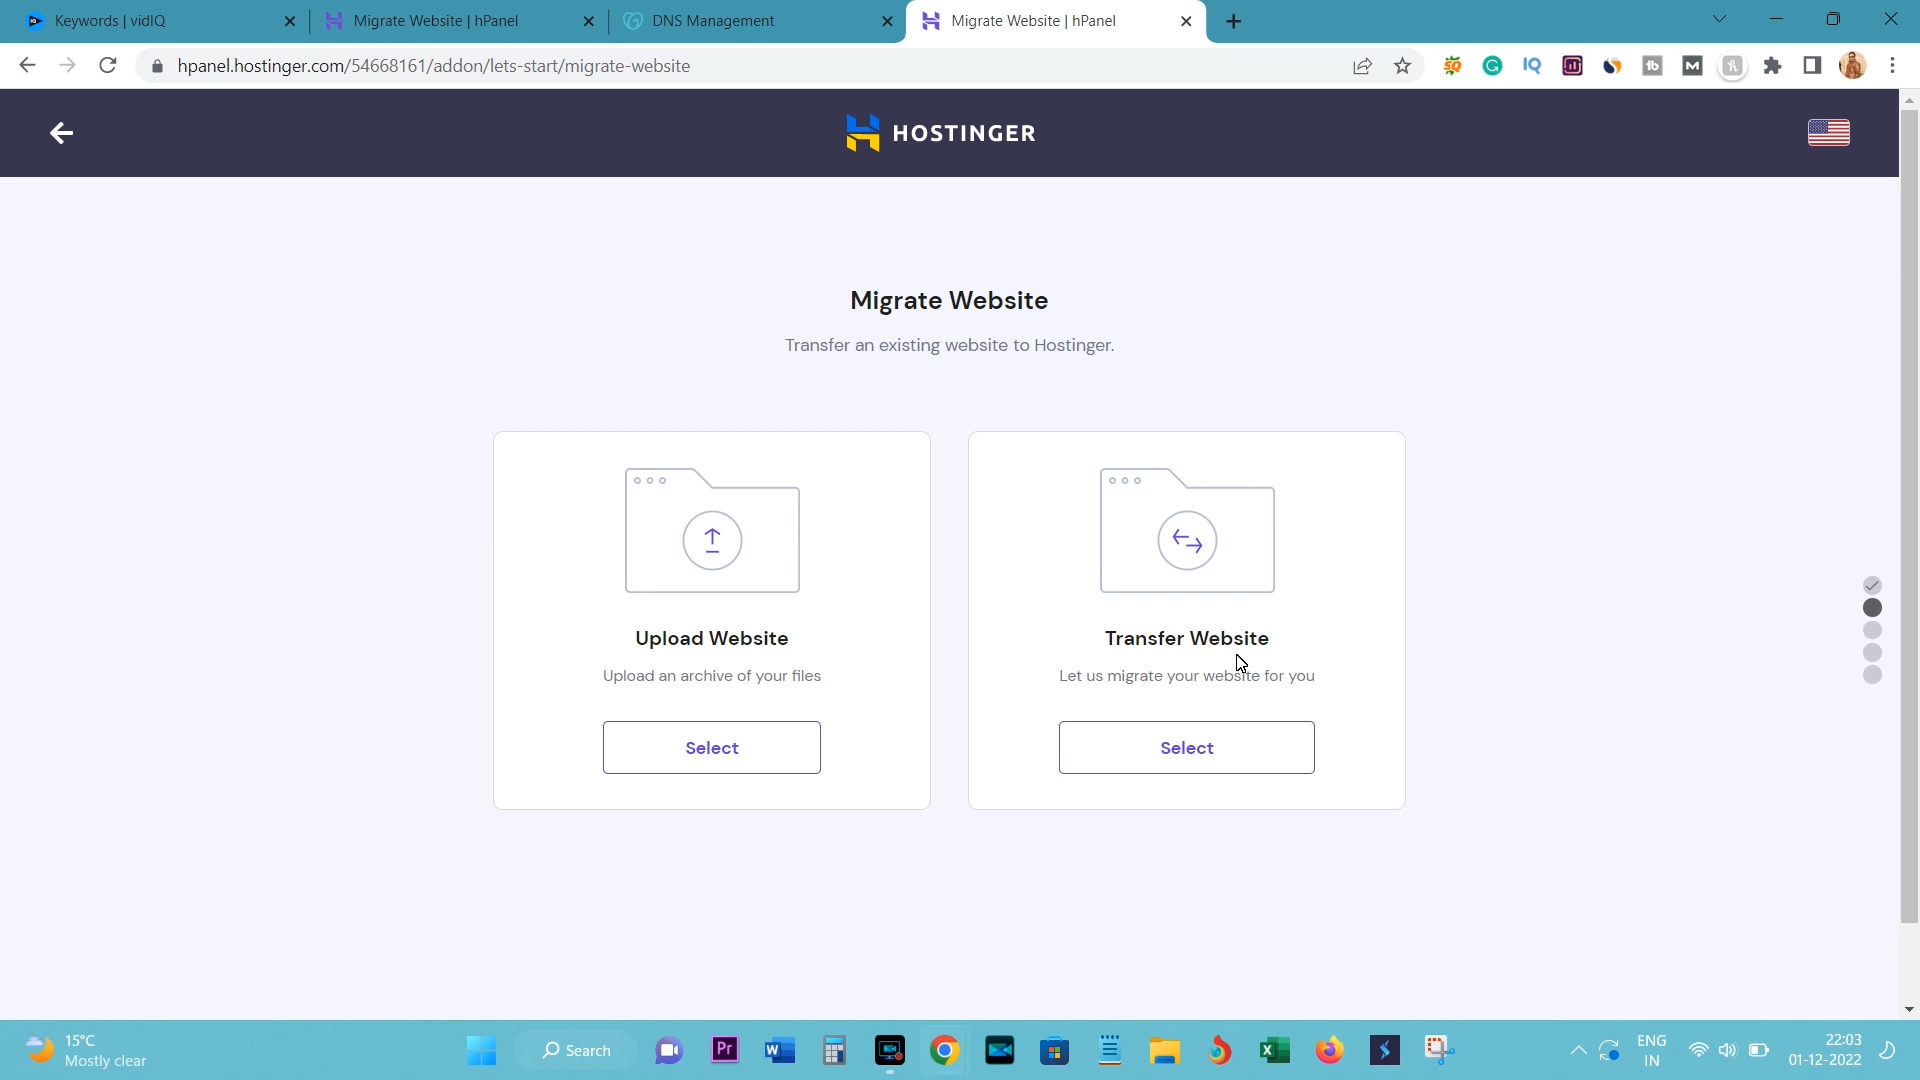 Keywords | vidIQ
Migrate Website | hPanel
DNS Management
Migrate Website | hPanel
hpanel.hostinger.com/54668161/addon/lets-start/migrate-website
HOSTINGER
Migrate Website
Transfer an existing website to Hostinger.
Upload Website
Transfer Website
Upload an archive of your files
Let us migrate your website for you
Select
Select
15°C
Mostly clear
Search
ENG
IN
22:03
01-12-2022